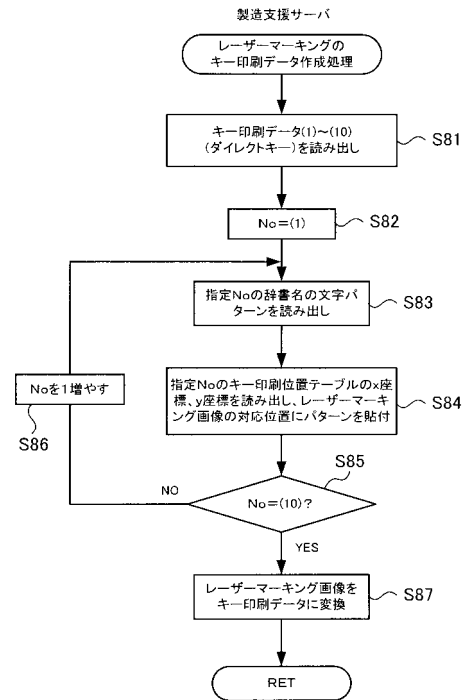 製造支援サーバ
レーザーマーキングの
キー印刷データ作成処理
キー印刷データ(1)~(10)
(ダイレクトキー)を読み出し
S81
No=(1)
S82
指定Noの辞書名の文字パ
ターンを読み出し
S83
指定Noのキー印刷位置テーブルのx座
標、y座標を読み出し、レーザーマーキ
ング画像の対応位置にパターンを貼付
S84
Noを1増やす
S86
S85
No=(10)?
NO
YES
レーザーマーキング画像を
キー印刷データに変換
S87
RET